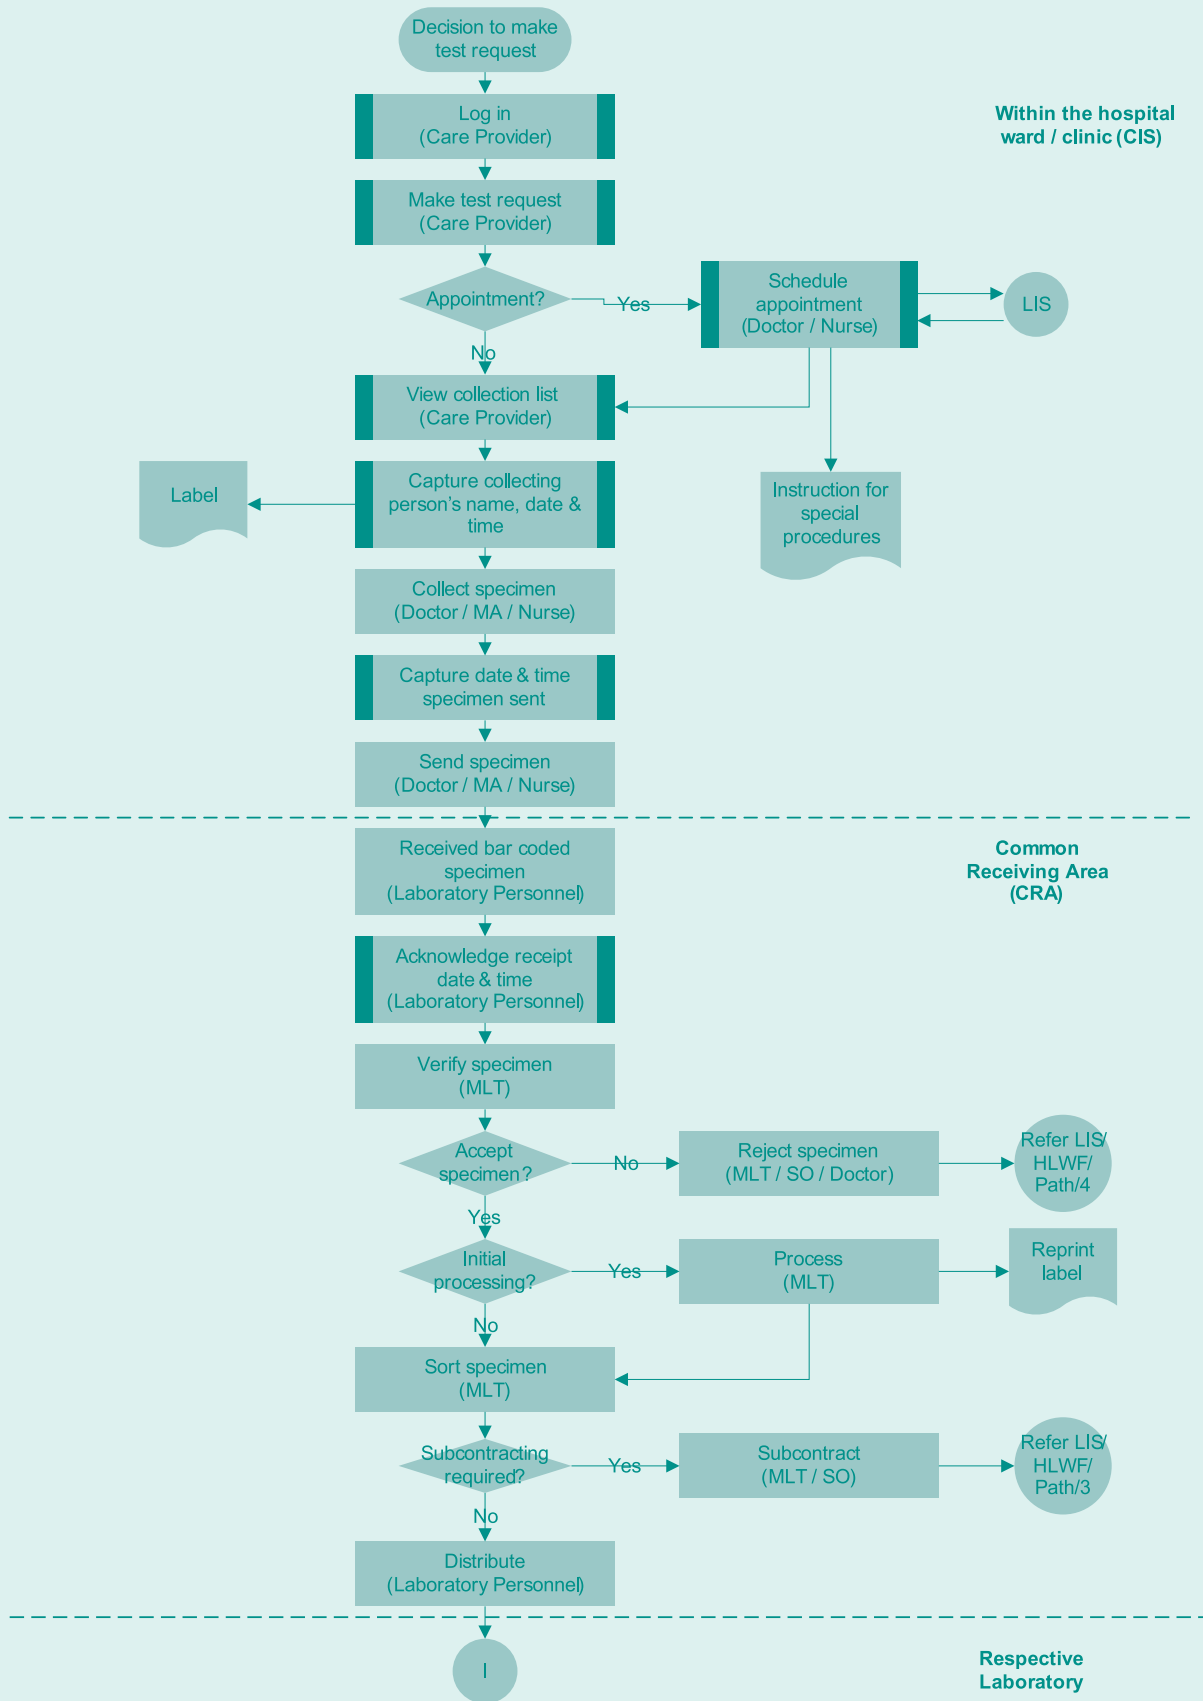 Decision to make
test request
Log in
(Care Provider)
Within the hospital
ward / clinic (CIS)
Make test request
(Care Provider)
Appointment?
Yes
Schedule
appointment
(Doctor / Nurse)
LIS
No
View collection list
(Care Provider)
Label
Capture collecting
person's name, date &
time
Instruction for
special
procedures
Collect specimen
(Doctor / MA / Nurse)
Capture date & time
specimen sent
Send specimen
(Doctor / MA / Nurse)
Received bar coded
specimen
(Laboratory Personnel)
Common
Receiving Area
(CRA)
Acknowledge receipt
date & time
(Laboratory Personnel)
Verify specimen
(MLT)
Accept
specimen?
No
Reject specimen
(MLT / SO / Doctor)
Refer LIS/
HLWF/
Path/4
Yes
Initial
processing?
Yes
Process
(MLT)
Reprint
label
No
Sort specimen
(MLT)
Subcontracting
required?
Yes
Subcontract
(MLT / SO)
Refer LIS/
HLWF/
Path/3
No
Distribute
(Laboratory Personnel)
I
Respective
Laboratory